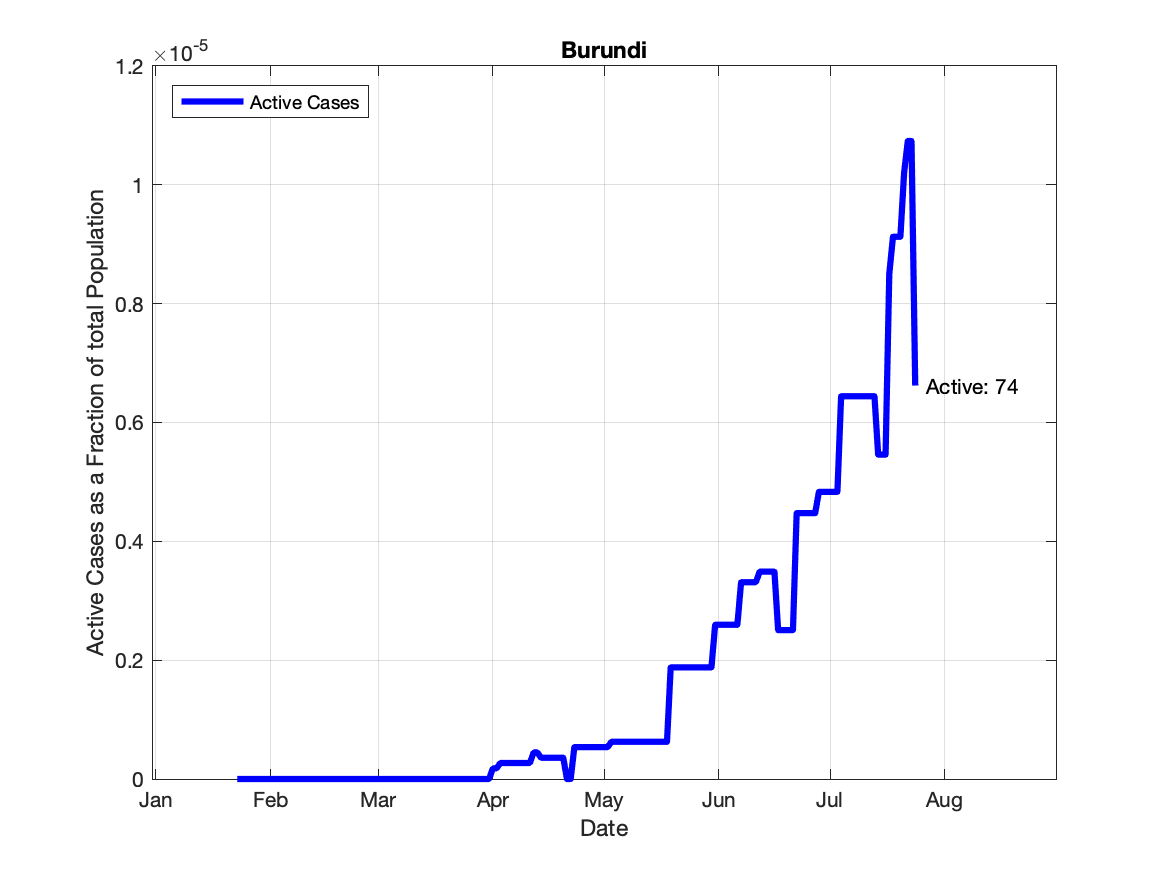 Burundi
×10⁻⁵
1.2
1
0.8
0.6
0.4
0.2
0
Active Cases as a Fraction of total Population
Active Cases
Active: 74
Jan Feb Mar Apr May Jun Jul Aug
Date